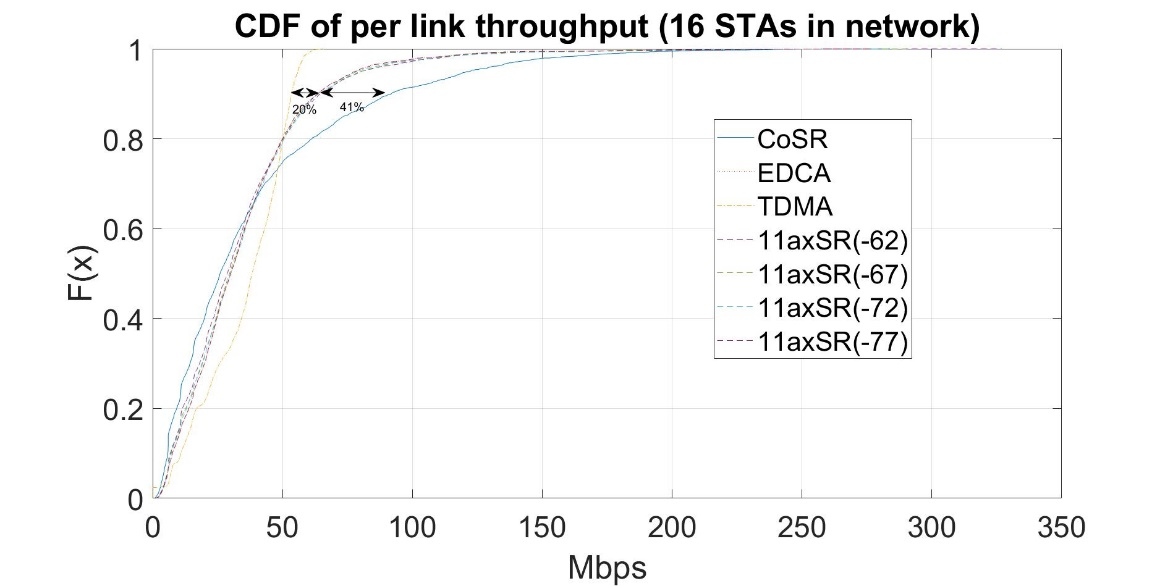 CDF of per link throughput (16 STAs in network)
1
0.8
0.6
0.4
0.2
0
F(x)
20%
41%
CoSR
EDCA
TDMA
11axSR(-62)
11axSR(-67)
11axSR(-72)
11axSR(-77)
0 50 100 150 200 250 300 350
Mbps